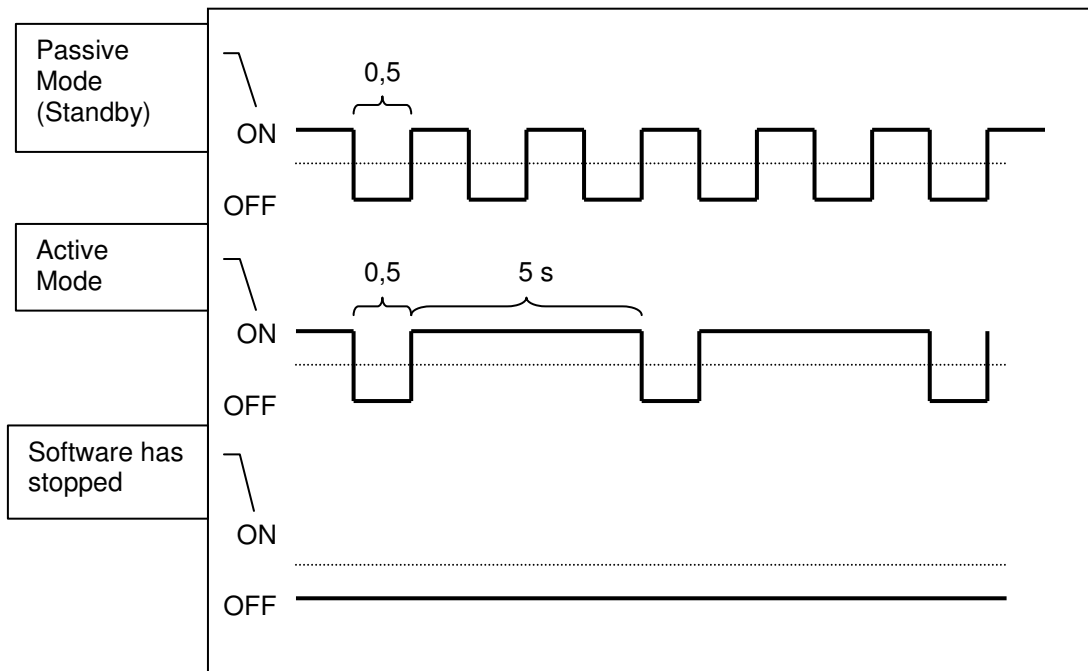 Passive
Mode
(Standby)
0,5
ON
OFF
Active
Mode
0,5
5 s
ON
OFF
Software has
stopped
ON
OFF